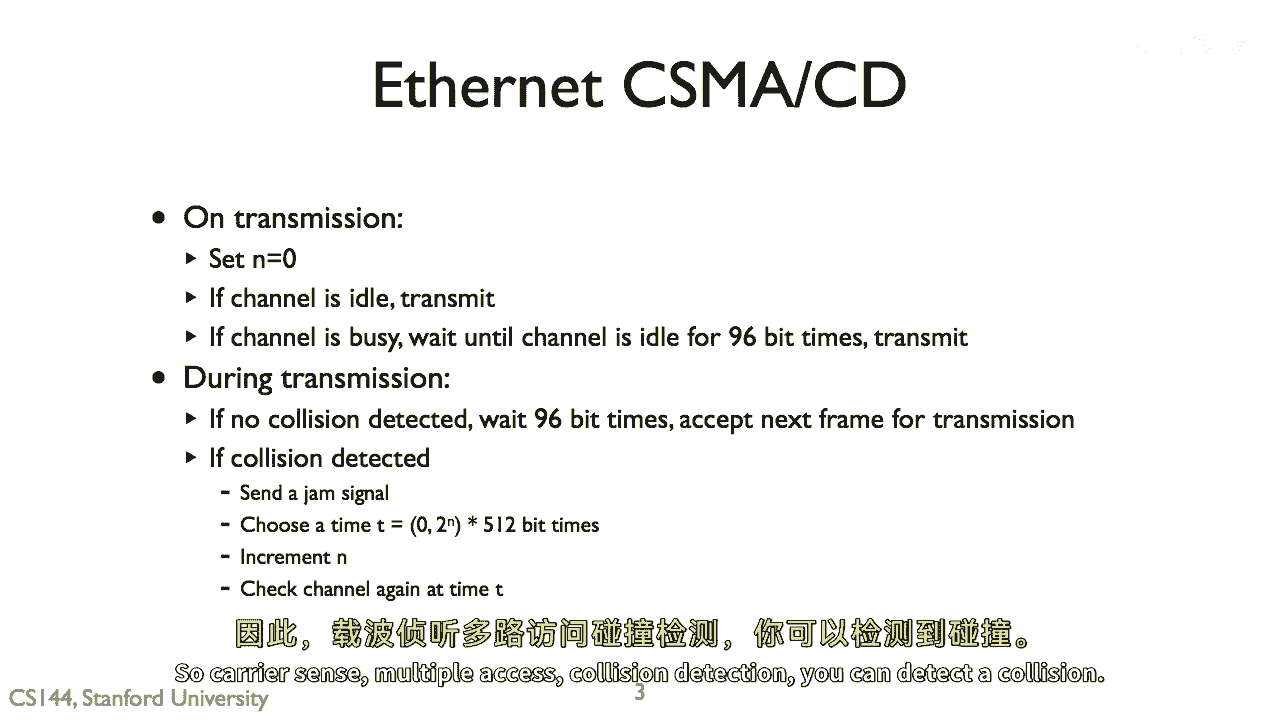 Ethernet CSMA/CD
• On transmission:
▸ Set n=0
▸ If channel is idle, transmit
▸ If channel is busy, wait until channel is idle for 96 bit times, transmit
• During transmission:
▸ If no collision detected, wait 96 bit times, accept next frame for transmission
▸ If collision detected
- Send a jam signal
- Choose a time t = (0, 2ⁿ) * 512 bit times
- Increment n
- Check channel again at time t
因此，载波侦听多路访问碰撞检测，你可以检测到碰撞。
So carrier sense, multiple access, collision detection, you can detect a collision.
CS144, Stanford University
3